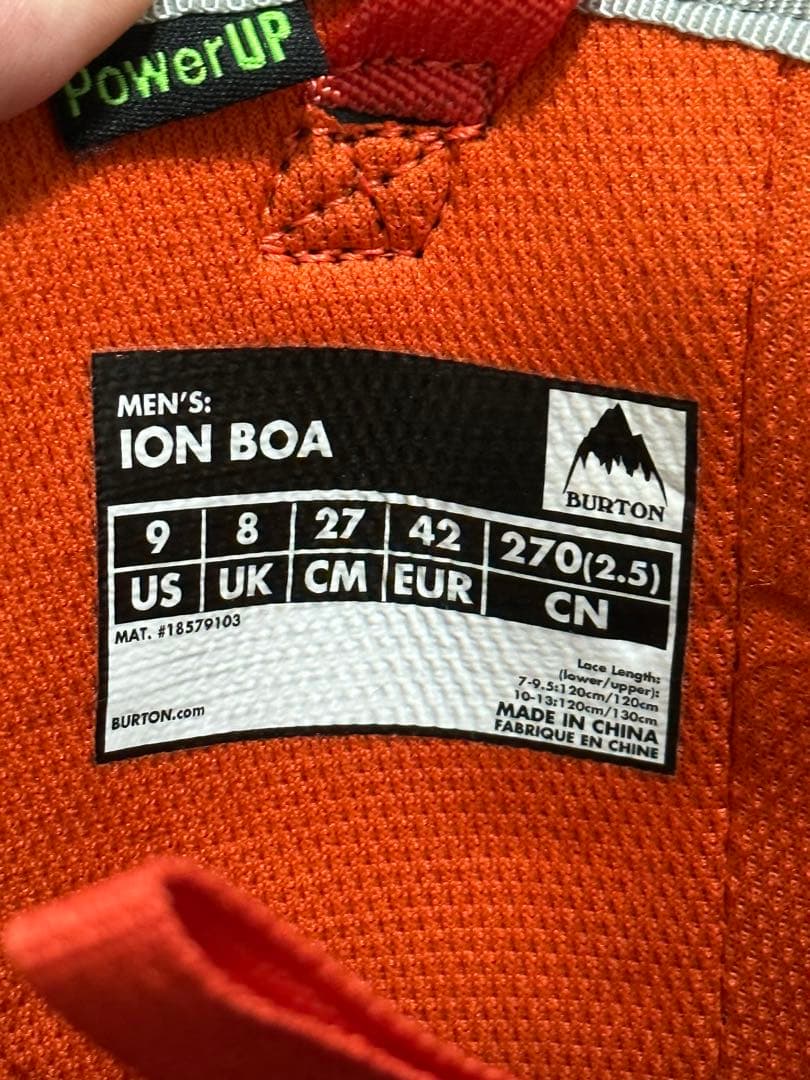 PowerUP
MEN'S:
ION BOA
BURTON
9 8 27 42 270(2.5)
US UK CM EUR CN
MAT. #18579103
Lace Length:
(lower/upper):
7-9.5:120cm/120cm
10-13:120cm/130cm
MADE IN CHINA
FABRIQUE EN CHINE
BURTON.com